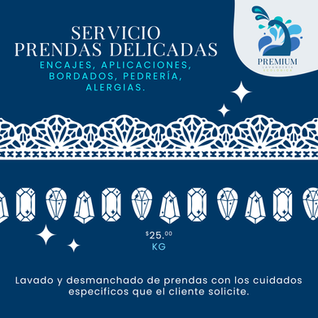 SERVICIO
PRENDAS DELICADAS
ENCAJES, APLICACIONES,
BORDADOS, PEDRERÍA,
ALERGIAS.
PREMIUM
$25.00
KG
Lavado y desmanchado de prendas con los cuidados
especificos que el cliente solicite.